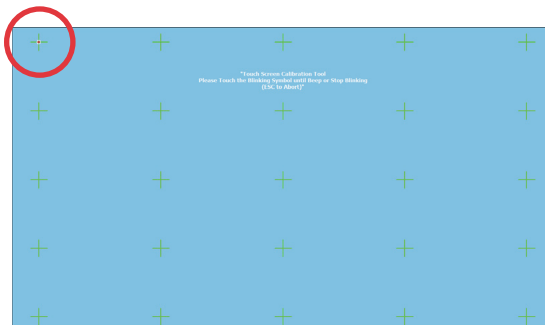 "Touch Screen Calibration Tool
Please Touch the Blinking Symbol until Beep or Stop Blinking
(ESC to Abort)"